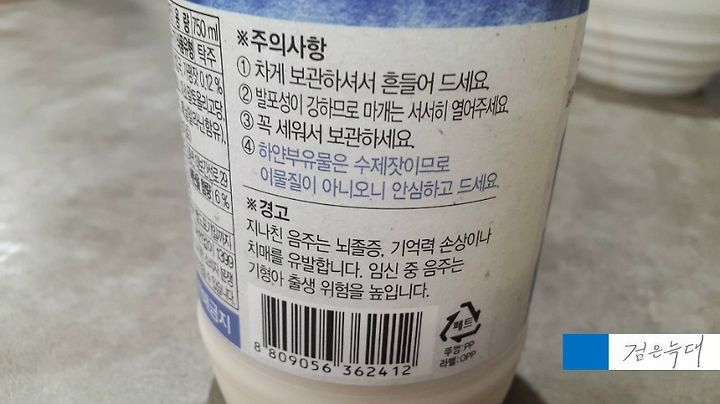 용 량 750 ml
탁주
0.12 %
6 %
※주의사항
① 차게 보관하셔서 흔들어 드세요.
② 발포성이 강하므로 마개는 서서히 열어주세요.
③ 꼭 세워서 보관하세요.
④ 하얀부유물은 수제잣이므로
이물질이 아니오니 안심하고 드세요.
※경고
지나친 음주는 뇌졸증, 기억력 손상이나
치매를 유발합니다. 임신 중 음주는
기형아 출생 위험을 높입니다.
8 809056 362412
페트
뚜껑:PP
라벨:OPP
검은늑대